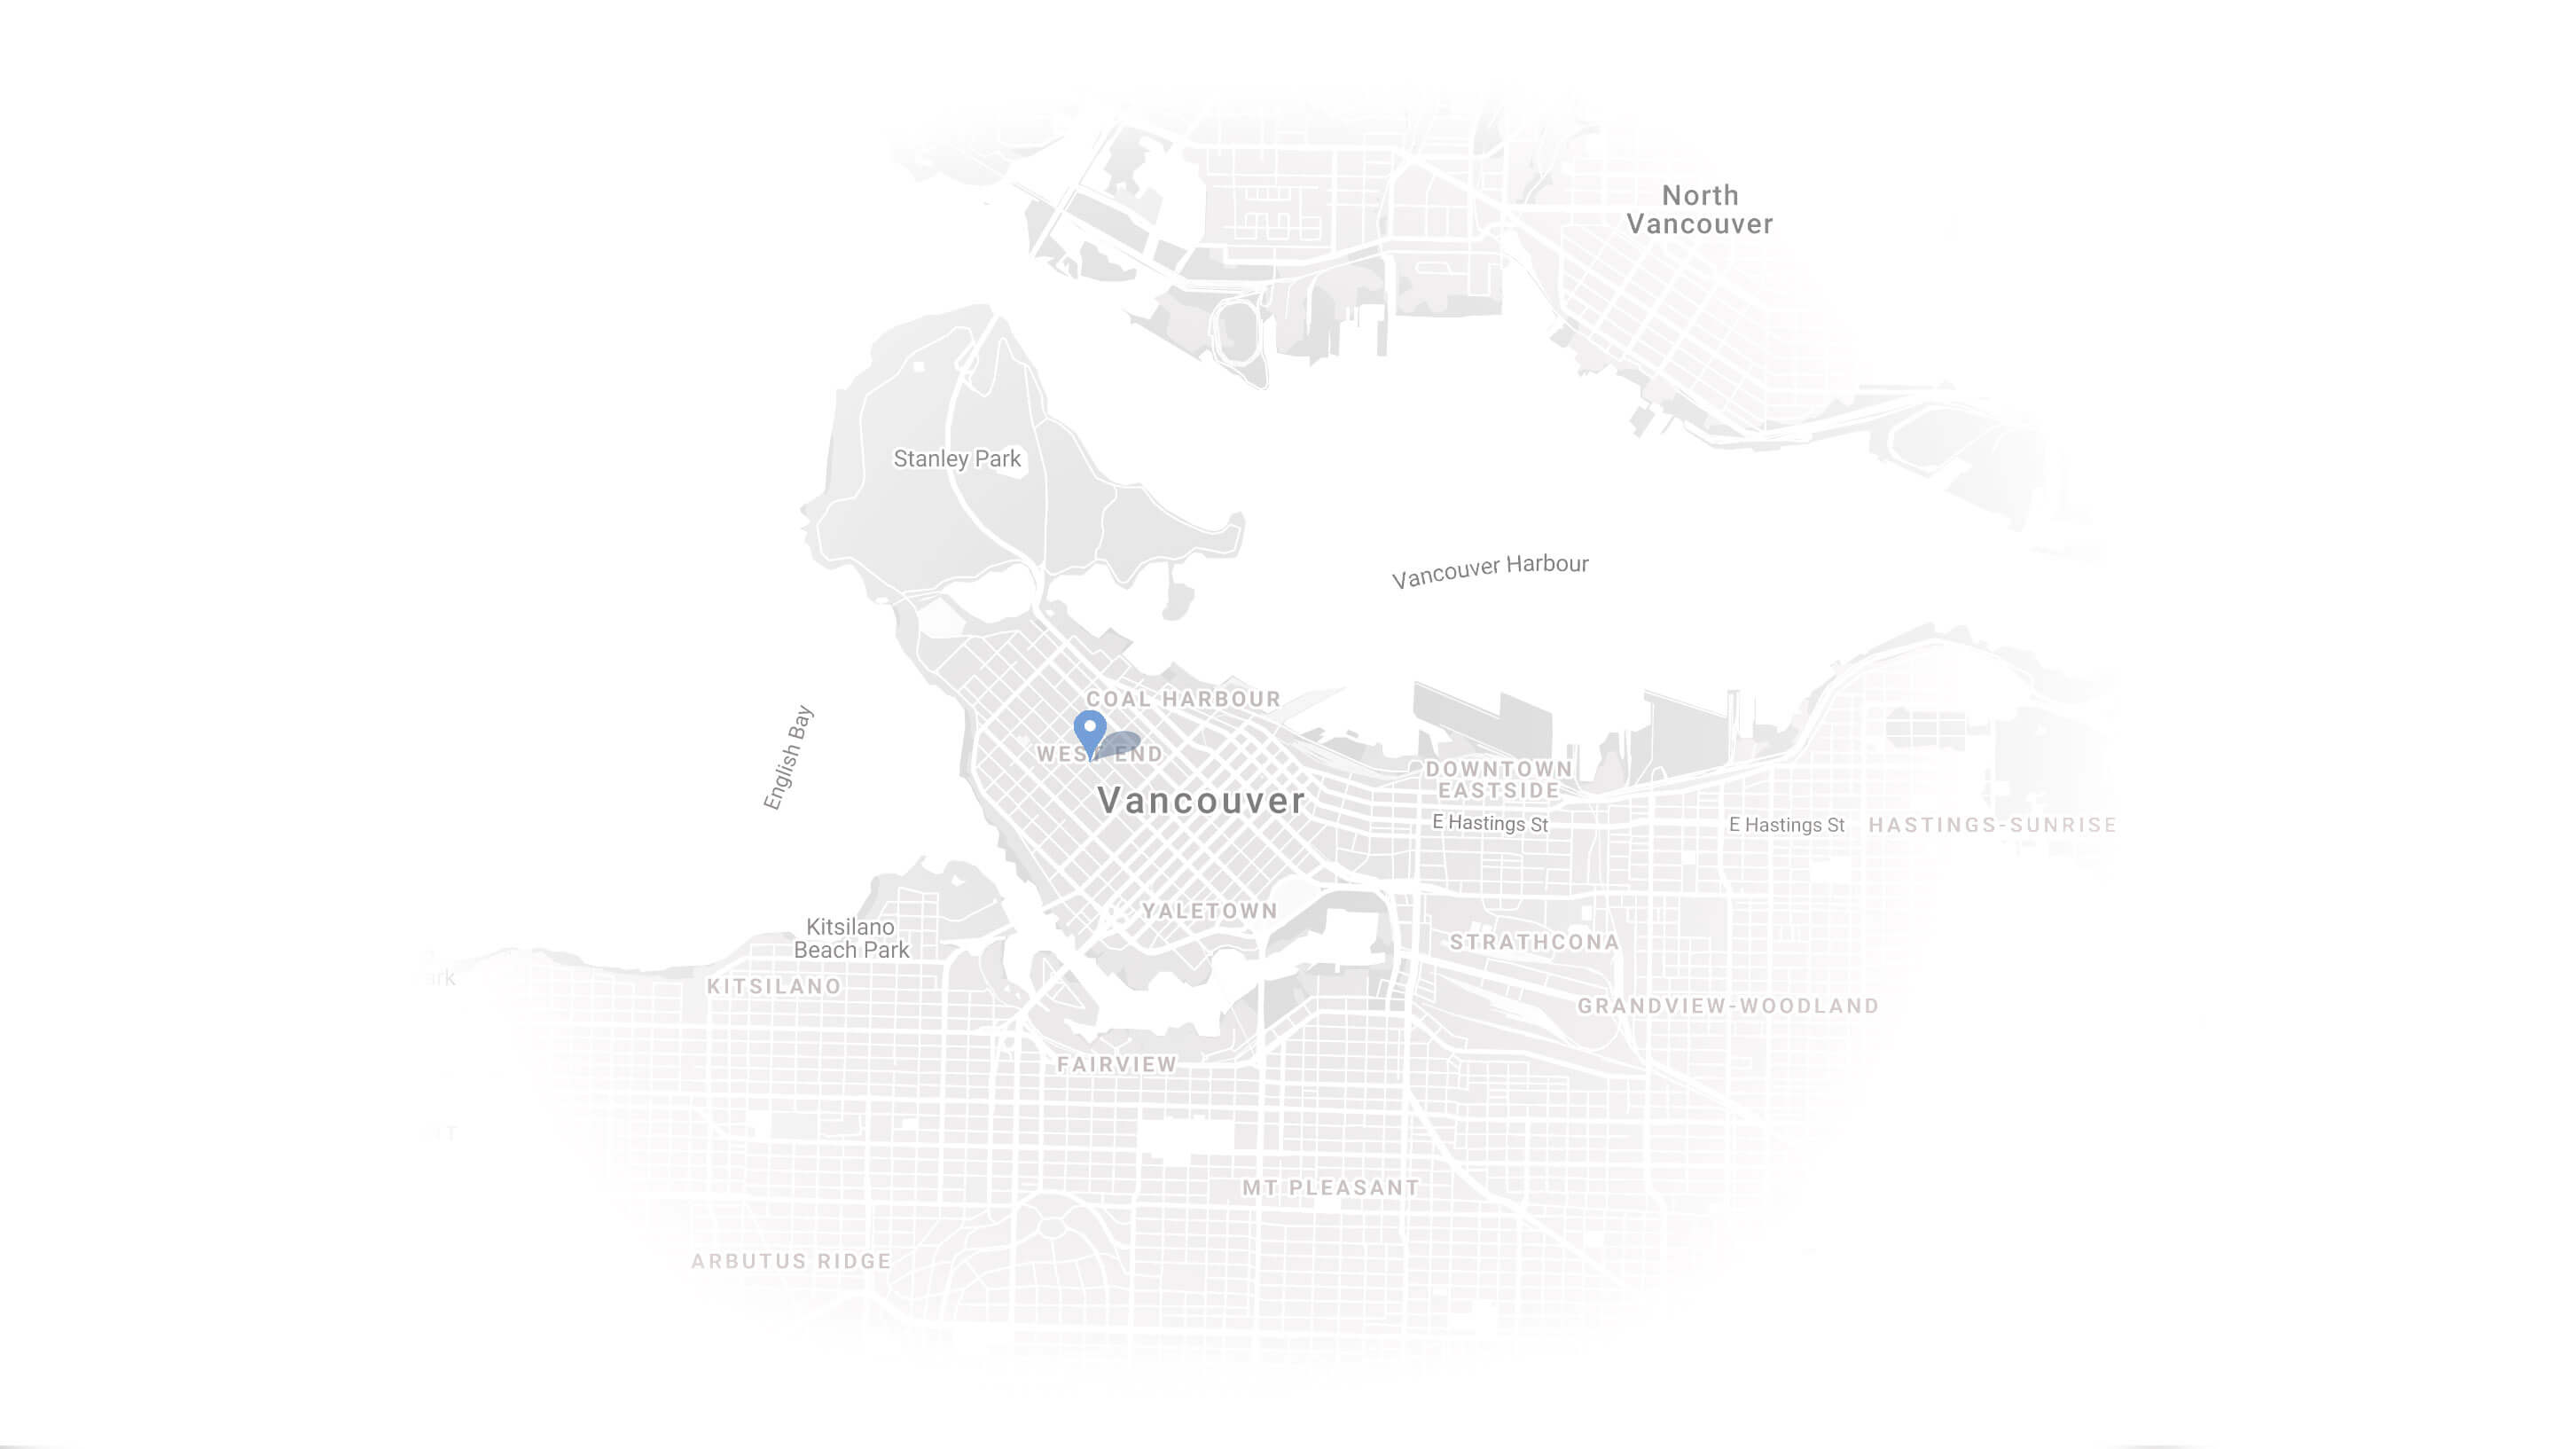 North
Vancouver
Stanley Park
Vancouver Harbour
COAL HARBOUR
English Bay
WEST END
DOWNTOWN
EASTSIDE
Vancouver
E Hastings St
E Hastings St
HASTINGS-SUNRISE
YALETOWN
Kitsilano
Beach Park
STRATHCONA
KITSILANO
GRANDVIEW-WOODLAND
FAIRVIEW
MT PLEASANT
ARBUTUS RIDGE